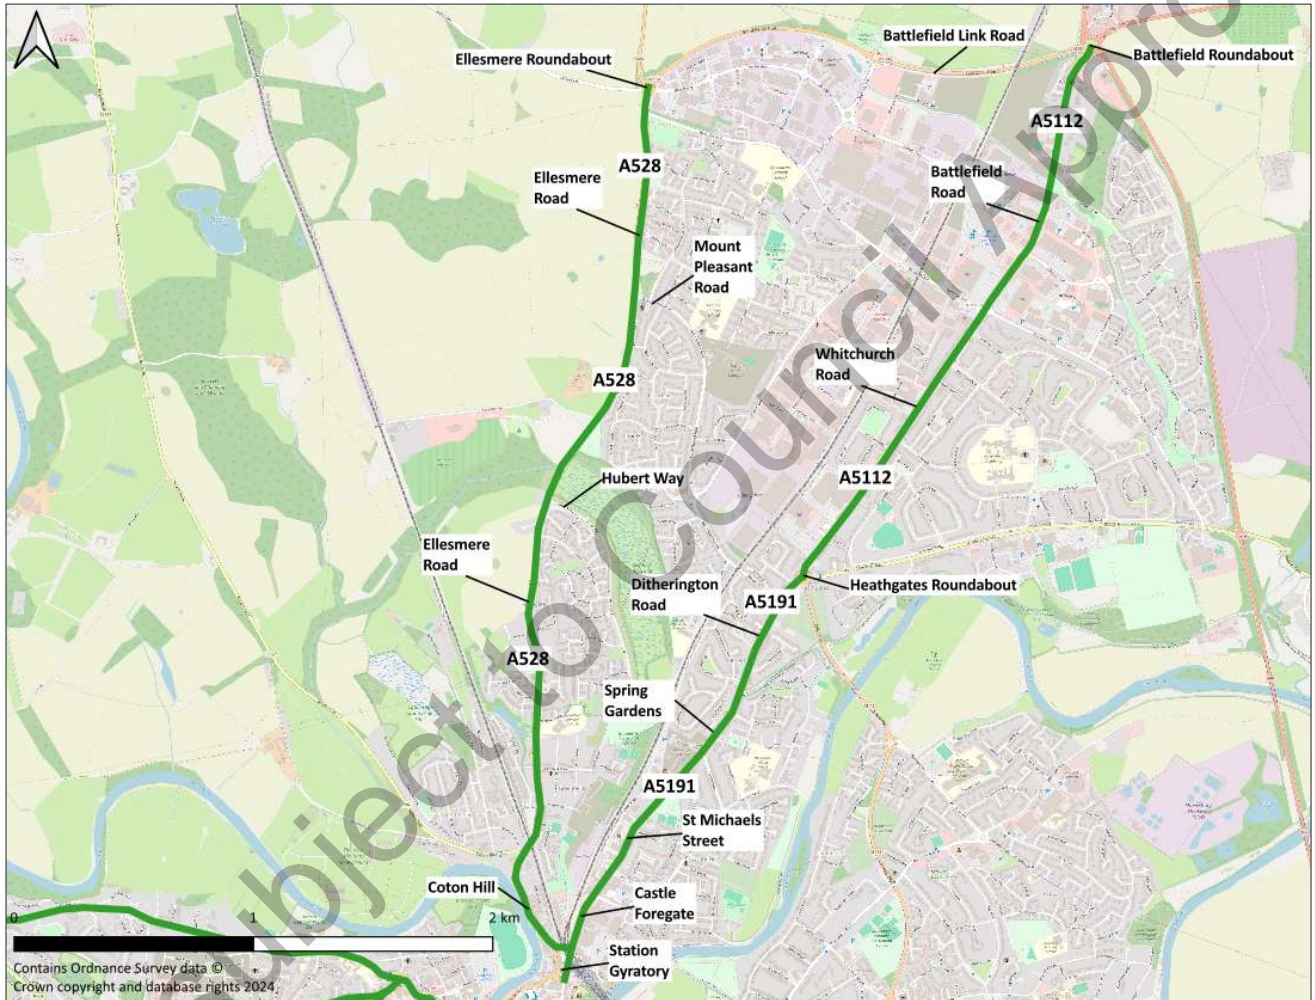 Battlefield Link Road
Ellesmere Roundabout
Battlefield Roundabout
A5112
A528
Battlefield
Road
Ellesmere
Road
Mount
Pleasant
Road
Whitchurch
Road
A528
A5112
Hubert Way
Ellesmere
Road
Ditherington
Road
Heathgates Roundabout
A5191
A528
Spring
Gardens
A5191
St Michaels
Street
Coton Hill
Castle
Foregate
0 1 2 km
Station
Gyratory
Contains Ordnance Survey data ©
Crown copyright and database rights 2024
ubject to Council Appro